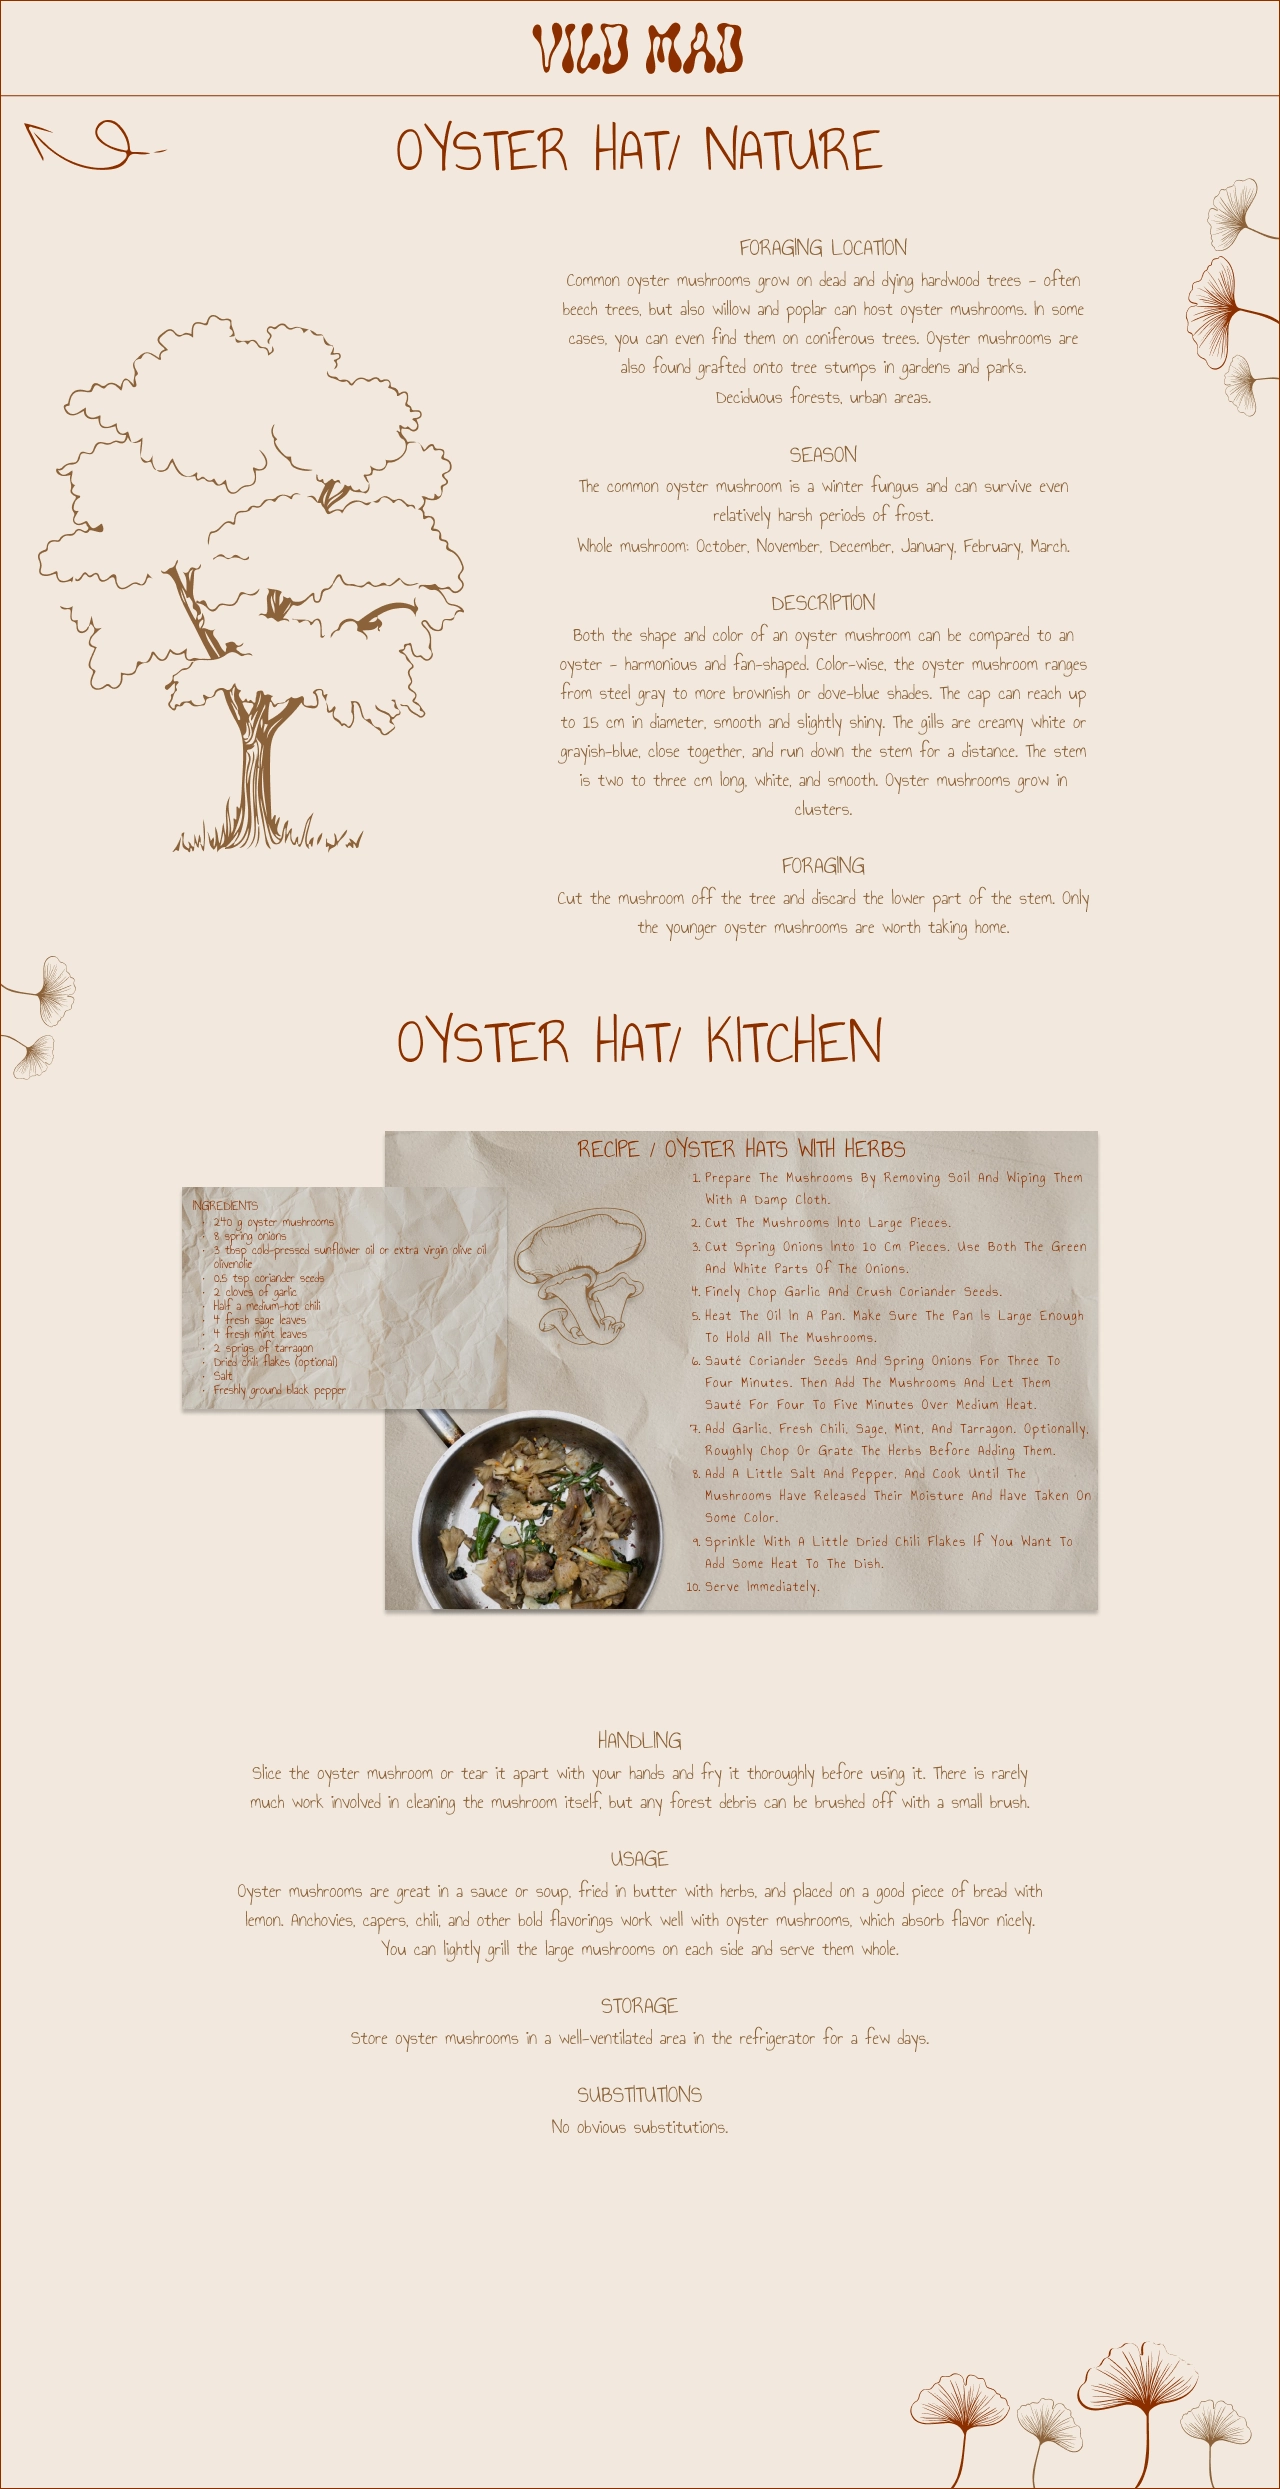 VILD MAD
OYSTER HAT/ NATURE
FORAGING LOCATION
Common oyster mushrooms grow on dead and dying hardwood trees - often
beech trees, but also willow and poplar can host oyster mushrooms. In some
cases, you can even find them on coniferous trees. Oyster mushrooms are
also found grafted onto tree stumps in gardens and parks.
Deciduous forests, urban areas.
SEASON
The common oyster mushroom is a winter fungus and can survive even
relatively harsh periods of frost.
Whole mushroom: October, November, December, January, February, March.
DESCRIPTION
Both the shape and color of an oyster mushroom can be compared to an
oyster - harmonious and fan-shaped. Color-wise, the oyster mushroom ranges
from steel gray to more brownish or dove-blue shades. The cap can reach up
to 15 cm in diameter, smooth and slightly shiny. The gills are creamy white or
grayish-blue, close together, and run down the stem for a distance. The stem
is two to three cm long, white, and smooth. Oyster mushrooms grow in
clusters.
FORAGING
Cut the mushroom off the tree and discard the lower part of the stem. Only
the younger oyster mushrooms are worth taking home.
OYSTER HAT/ KITCHEN
INGREDIENTS
· 240 g oyster mushrooms
· 8 spring onions
· 3 tbsp cold-pressed sunflower oil or extra virgin olive oil
olivenolie
· 0.5 tsp coriander seeds
· 2 cloves of garlic
· Half a medium-hot chili
· 4 fresh sage leaves
· 4 fresh mint leaves
· 2 sprigs of tarragon
· Dried chili flakes (optional)
· Salt
· Freshly ground black pepper
RECIPE / OYSTER HATS WITH HERBS
1. Prepare The Mushrooms By Removing Soil And Wiping Them
With A Damp Cloth.
2. Cut The Mushrooms Into Large Pieces.
3. Cut Spring Onions Into 10 Cm Pieces. Use Both The Green
And White Parts Of The Onions.
4. Finely Chop Garlic And Crush Coriander Seeds.
5. Heat The Oil In A Pan. Make Sure The Pan Is Large Enough
To Hold All The Mushrooms.
6. Sauté Coriander Seeds And Spring Onions For Three To
Four Minutes. Then Add The Mushrooms And Let Them
Sauté For Four To Five Minutes Over Medium Heat.
7. Add Garlic, Fresh Chili, Sage, Mint, And Tarragon. Optionally,
Roughly Chop Or Grate The Herbs Before Adding Them.
8. Add A Little Salt And Pepper, And Cook Until The
Mushrooms Have Released Their Moisture And Have Taken On
Some Color.
9. Sprinkle With A Little Dried Chili Flakes If You Want To
Add Some Heat To The Dish.
10. Serve Immediately.
HANDLING
Slice the oyster mushroom or tear it apart with your hands and fry it thoroughly before using it. There is rarely
much work involved in cleaning the mushroom itself, but any forest debris can be brushed off with a small brush.
USAGE
Oyster mushrooms are great in a sauce or soup, fried in butter with herbs, and placed on a good piece of bread with
lemon. Anchovies, capers, chili, and other bold flavorings work well with oyster mushrooms, which absorb flavor nicely.
You can lightly grill the large mushrooms on each side and serve them whole.
STORAGE
Store oyster mushrooms in a well-ventilated area in the refrigerator for a few days.
SUBSTITUTIONS
No obvious substitutions.